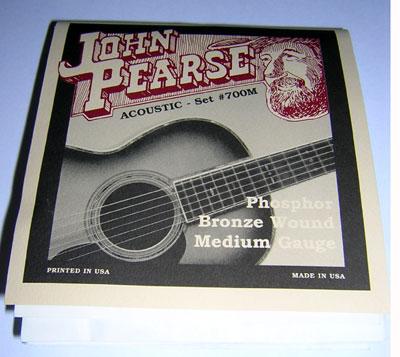 JOHN
PEARSE
ACOUSTIC - Set #700M
Phosphor
Bronze Wound
Medium Gauge
PRINTED IN USA
MADE IN USA